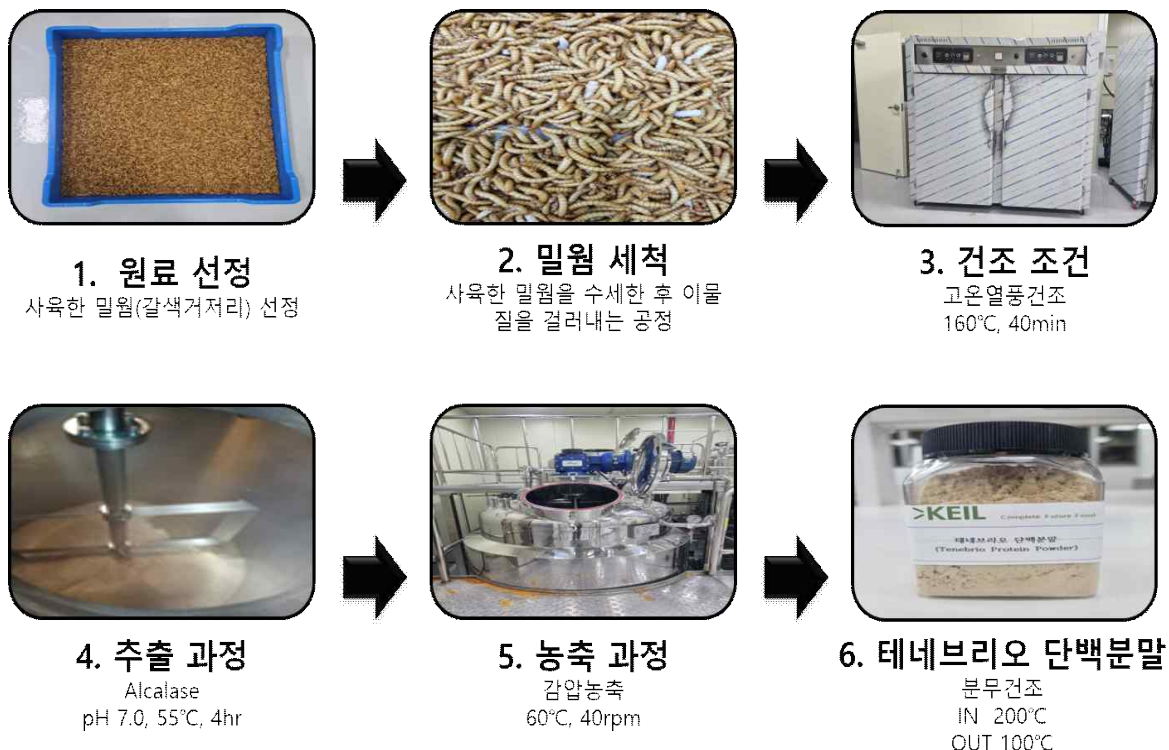 1. 원료 선정
사육한 밀웜(갈색거저리) 선정
2. 밀웜 세척
사육한 밀웜을 수세한 후 이물
질을 걸러내는 공정
3. 건조 조건
고온열풍건조
160℃, 40min
4. 추출 과정
Alcalase
pH 7.0, 55℃, 4hr
5. 농축 과정
감압농축
60℃, 40rpm
>KEIL Complete Future Food
테네브리오 단백분말
(Tenebrio Protein Powder)
6. 테네브리오 단백분말
분무건조
IN 200℃
OUT 100℃